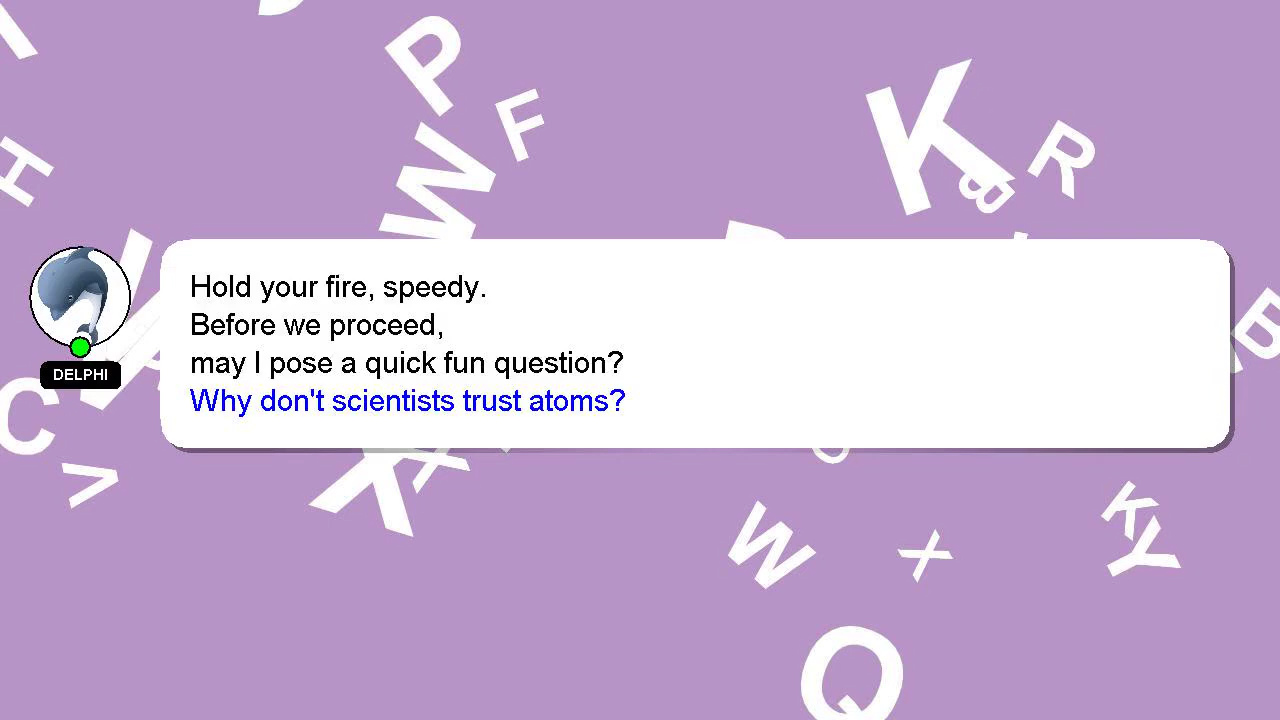 Hold your fire, speedy.
Before we proceed,
may I pose a quick fun question?
Why don't scientists trust atoms?
DELPHI
P
F
W
K
R
B
H
C
V
X
X
W
X
K
Y
Q
B